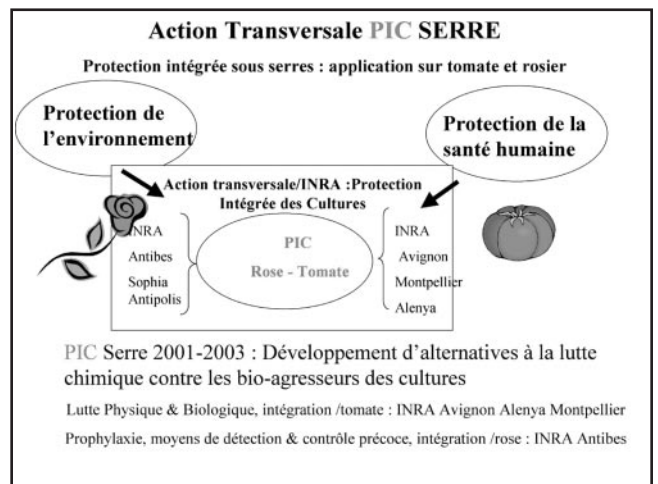 Action Transversale PIC SERRE
Protection intégrée sous serres : application sur tomate et rosier
Protection de
l'environnement
Protection de la
santé humaine
Action transversale/INRA :Protection
Intégrée des Cultures
INRA
Antibes
Sophia
Antipolis
PIC
Rose - Tomate
INRA
Avignon
Montpellier
Alenya
PIC Serre 2001-2003 : Développement d'alternatives à la lutte
chimique contre les bio-agresseurs des cultures
Lutte Physique & Biologique, intégration /tomate : INRA Avignon Alenya Montpellier
Prophylaxie, moyens de détection & contrôle précoce, intégration /rose : INRA Antibes